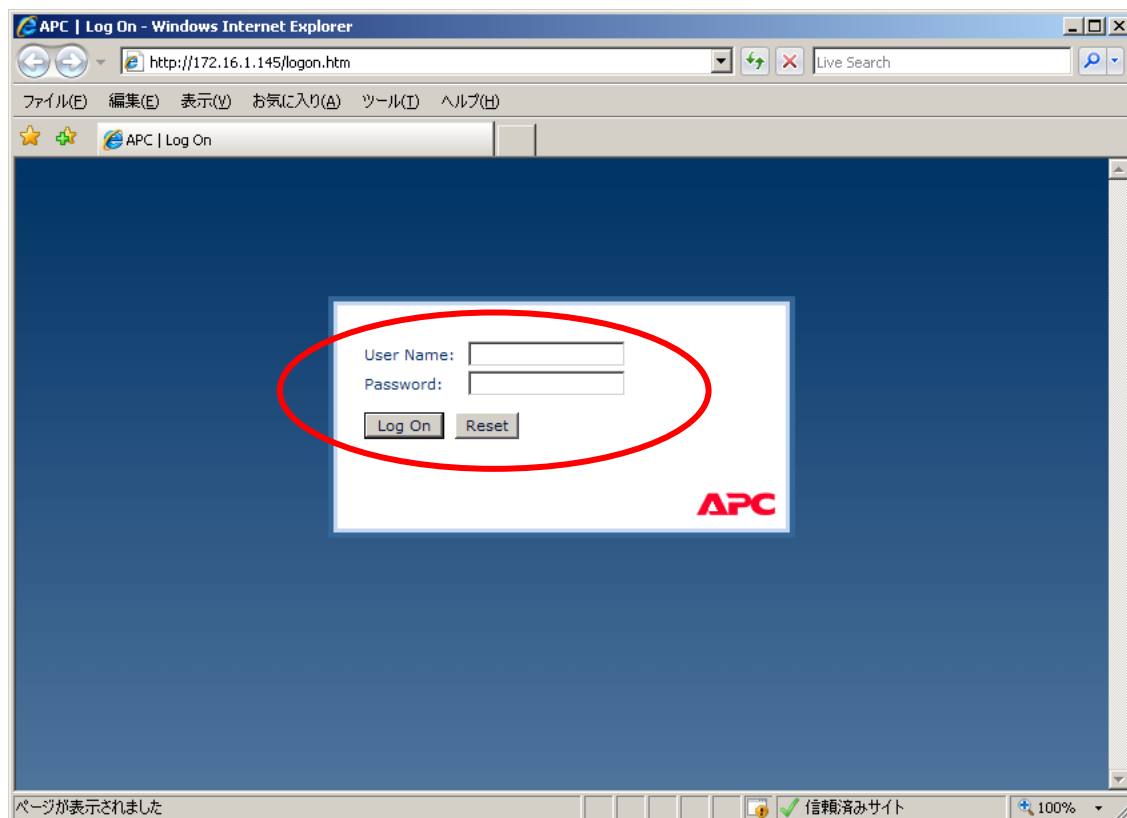 APC | Log On - Windows Internet Explorer
http://172.16.1.145/logon.htm
Live Search
ファイル(F) 編集(E) 表示(V) お気に入り(A) ツール(T) ヘルプ(H)
APC | Log On
User Name:
Password:
Log On Reset
APC
ページが表示されました 信頼済みサイト 100%